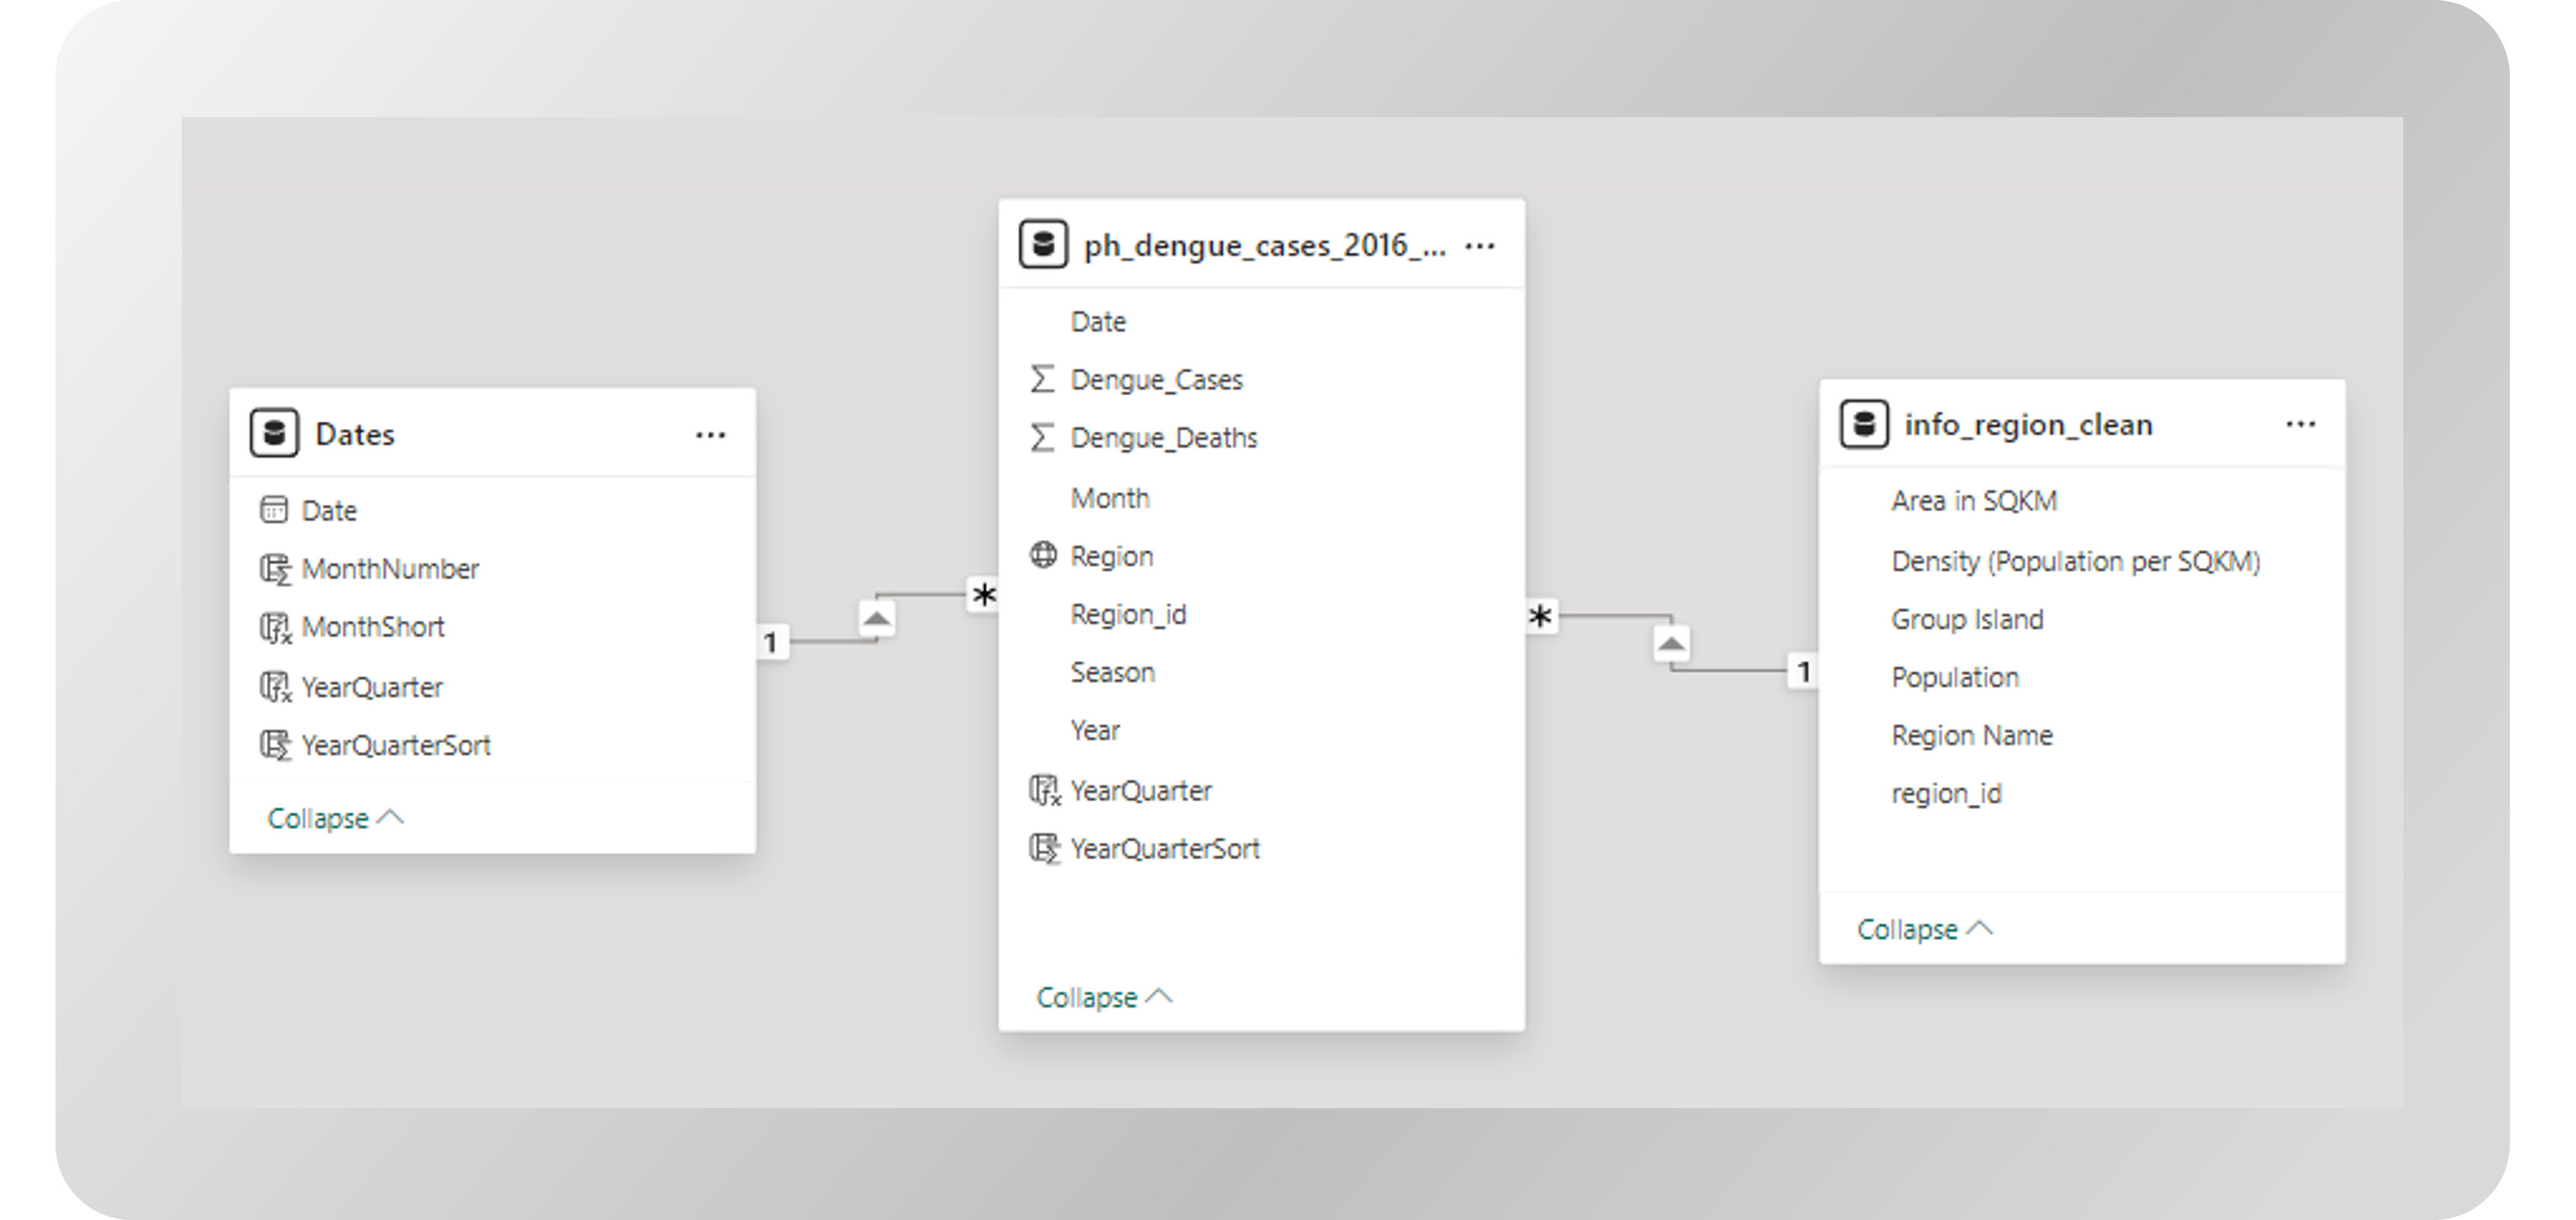 Dates
...
Date
MonthNumber
MonthShort
YearQuarter
YearQuarterSort
Collapse
1
*
ph_dengue_cases_2016_...
...
Date
Dengue_Cases
Dengue_Deaths
Month
Region
Region_id
Season
Year
YearQuarter
YearQuarterSort
Collapse
*
1
info_region_clean
...
Area in SQKM
Density (Population per SQKM)
Group Island
Population
Region Name
region_id
Collapse